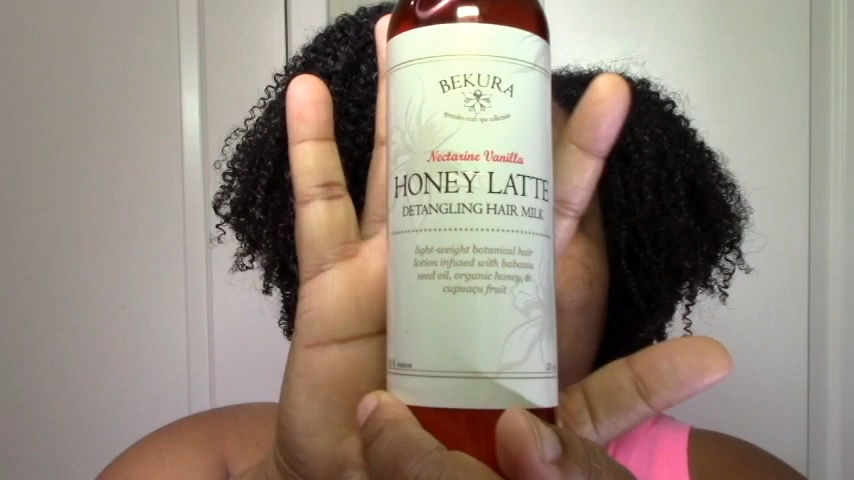 BEKURA
Nectarine Vanilla
HONEY LATTE
DETANGLING HAIR MILK
light-weight botanical hair
lotion infused with babassu
seed oil, organic honey, &
cupuaçu fruit